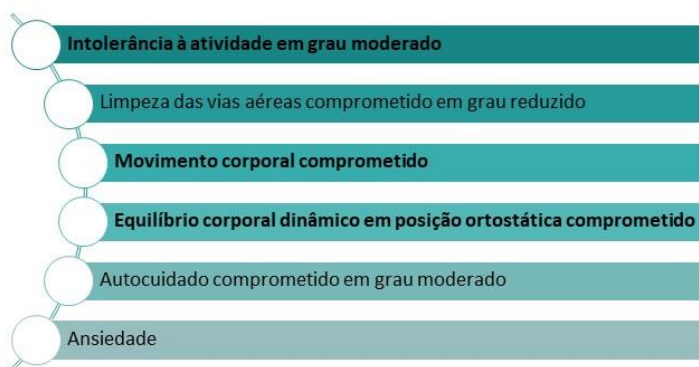 Intolerância à atividade em grau moderado
Limpeza das vias aéreas comprometido em grau reduzido
Movimento corporal comprometido
Equilíbrio corporal dinâmico em posição ortostática comprometido
Autocuidado comprometido em grau moderado
Ansiedade